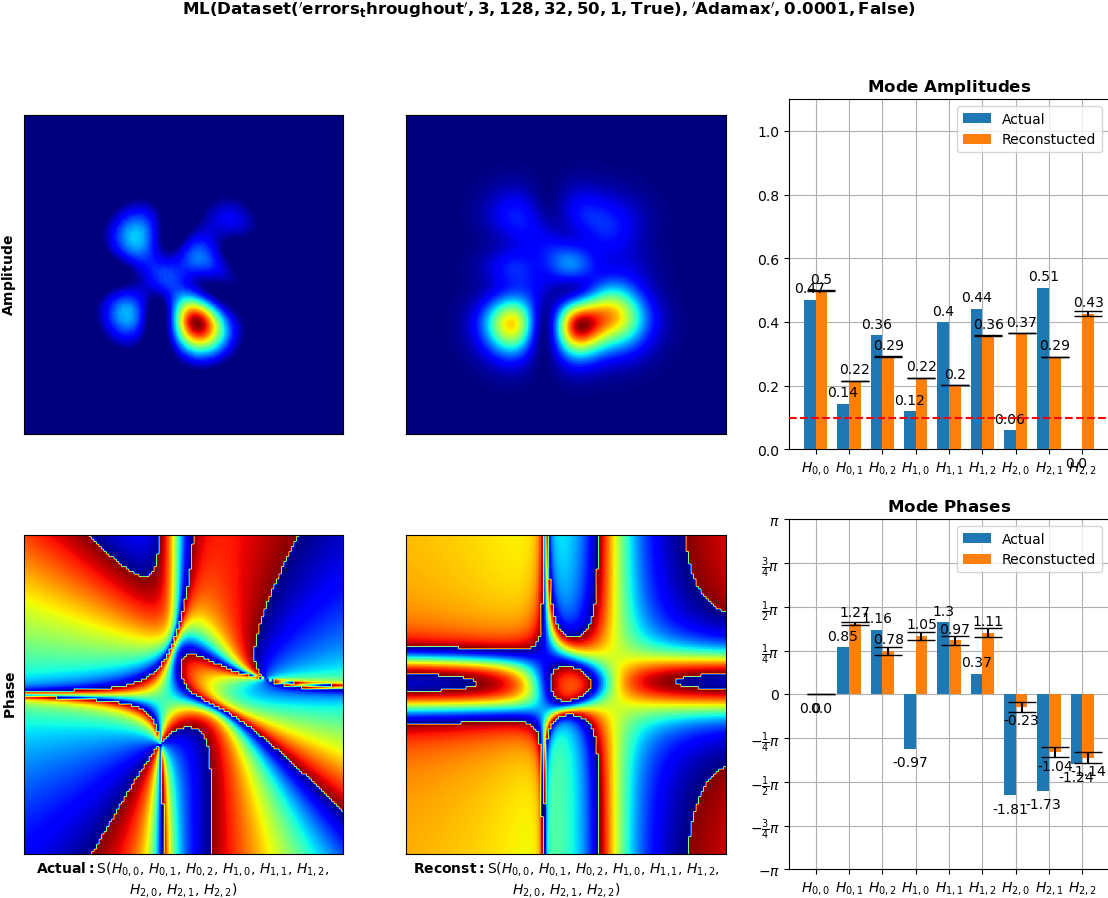 ML(Dataset('errors_throughout', 3, 128, 32, 50, 1, True), 'Adamax', 0.0001, False)
Mode Amplitudes
Actual
Reconstucted
1.0
0.8
0.6
0.4
0.2
0.0
0.47
0.5
0.14
0.22
0.36
0.29
0.12
0.22
0.4
0.2
0.44
0.36
0.06
0.37
0.51
0.29
0.0
0.43
H0,0 H0,1 H0,2 H1,0 H1,1 H1,2 H2,0 H2,1 H2,2
Amplitude
Mode Phases
Actual
Reconstucted
π
3/4π
1/2π
1/4π
0
−1/4π
−1/2π
−3/4π
−π
0.0
0.0
0.85
1.27
1.16
0.78
-0.97
1.05
1.3
0.97
0.37
1.11
-1.81
-0.23
-1.73
-1.04
-1.24
-1.14
H0,0 H0,1 H0,2 H1,0 H1,1 H1,2 H2,0 H2,1 H2,2
Phase
Actual: S(H0,0, H0,1, H0,2, H1,0, H1,1, H1,2,
H2,0, H2,1, H2,2)
Reconst: S(H0,0, H0,1, H0,2, H1,0, H1,1, H1,2,
H2,0, H2,1, H2,2)